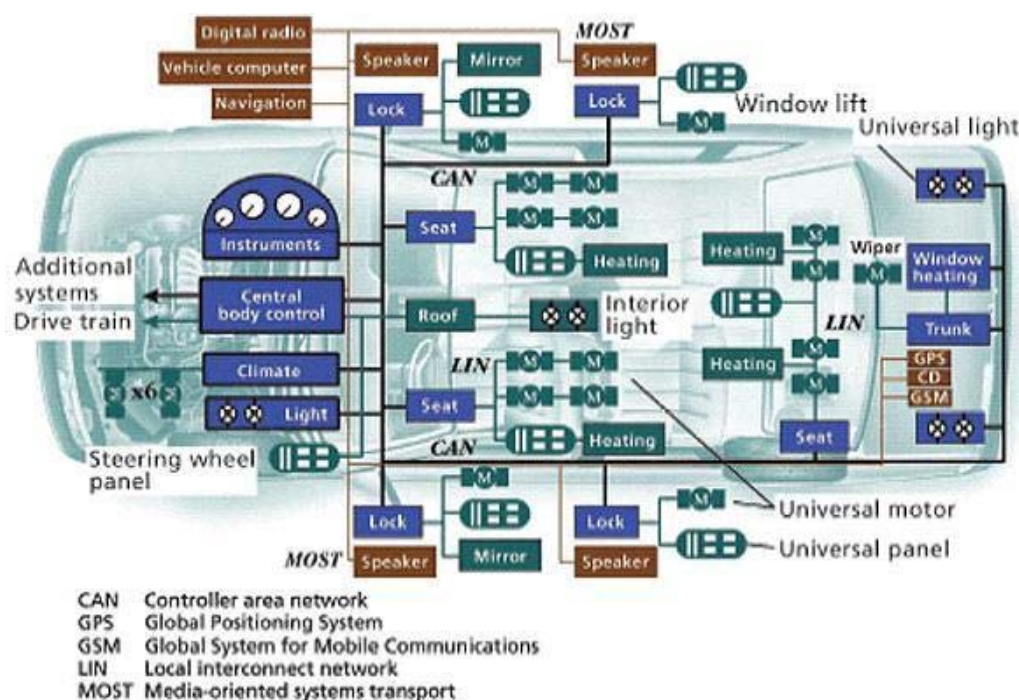 Digital radio
MOST
Vehicle computer
Speaker
Mirror
Speaker
Navigation
Lock
Lock
Window lift
M
M
Universal light
CAN
M M
Seat
M M
Instruments
Heating
Heating
M
Wiper
M
Window
heating
M
Additional
systems
Drive train
Central
body control
Roof
Interior
light
LIN
Trunk
LIN
M M
Heating
M
GPS
CD
GSM
Climate
M x6 M
M M
M
Seat
Light
CAN
Heating
Seat
Steering wheel
panel
M
M
Universal motor
Lock
Lock
Universal panel
MOST
Speaker
Mirror
Speaker
CAN Controller area network
GPS Global Positioning System
GSM Global System for Mobile Communications
LIN Local interconnect network
MOST Media-oriented systems transport